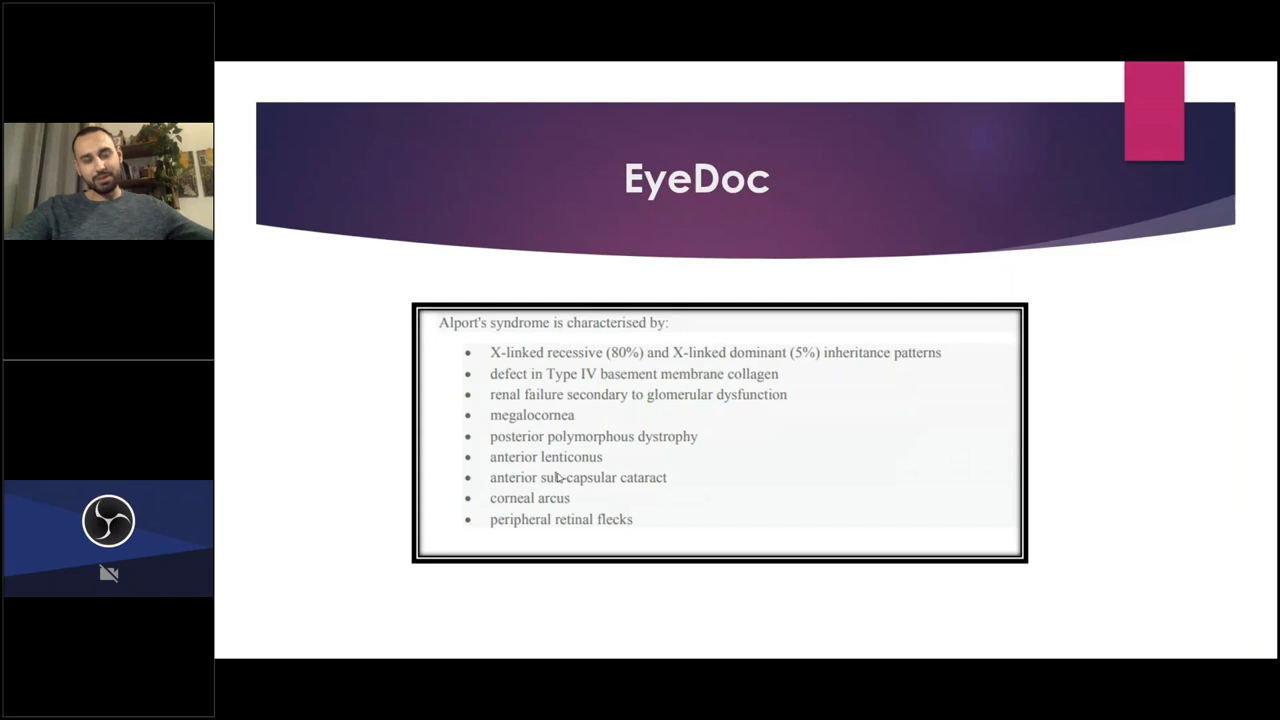 EyeDoc
Alport's syndrome is characterised by:
• X-linked recessive (80%) and X-linked dominant (5%) inheritance patterns
• defect in Type IV basement membrane collagen
• renal failure secondary to glomerular dysfunction
• megalocornea
• posterior polymorphous dystrophy
• anterior lenticonus
• anterior sub-capsular cataract
• corneal arcus
• peripheral retinal flecks